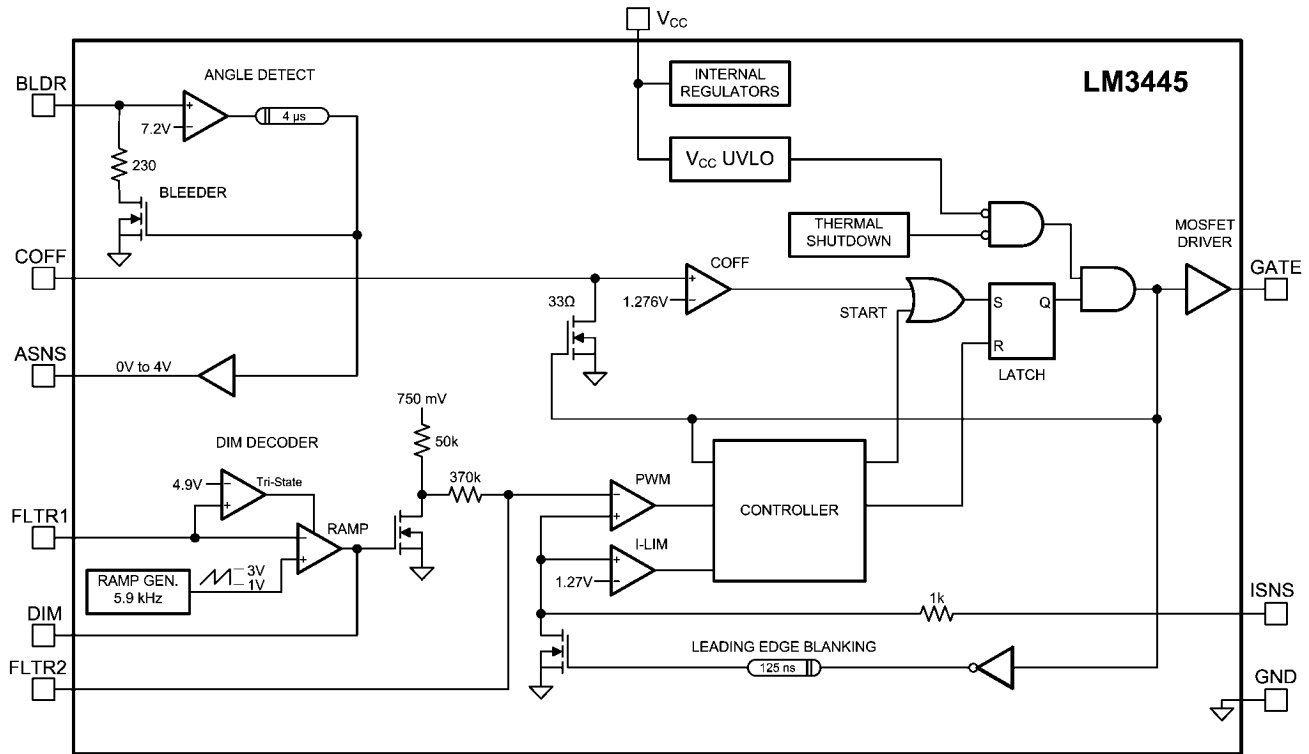 VCC
LM3445
BLDR
ANGLE DETECT
7.2V
4 µs
230
BLEEDER
INTERNAL
REGULATORS
VCC UVLO
THERMAL
SHUTDOWN
MOSFET
DRIVER
COFF
COFF
1.276V
33Ω
START
S
Q
R
LATCH
GATE
ASNS
0V to 4V
750 mV
50k
370k
DIM DECODER
4.9V
Tri-State
FLTR1
RAMP
RAMP GEN.
5.9 kHz
3V
1V
DIM
FLTR2
PWM
I-LIM
1.27V
CONTROLLER
1k
ISNS
LEADING EDGE BLANKING
125 ns
GND